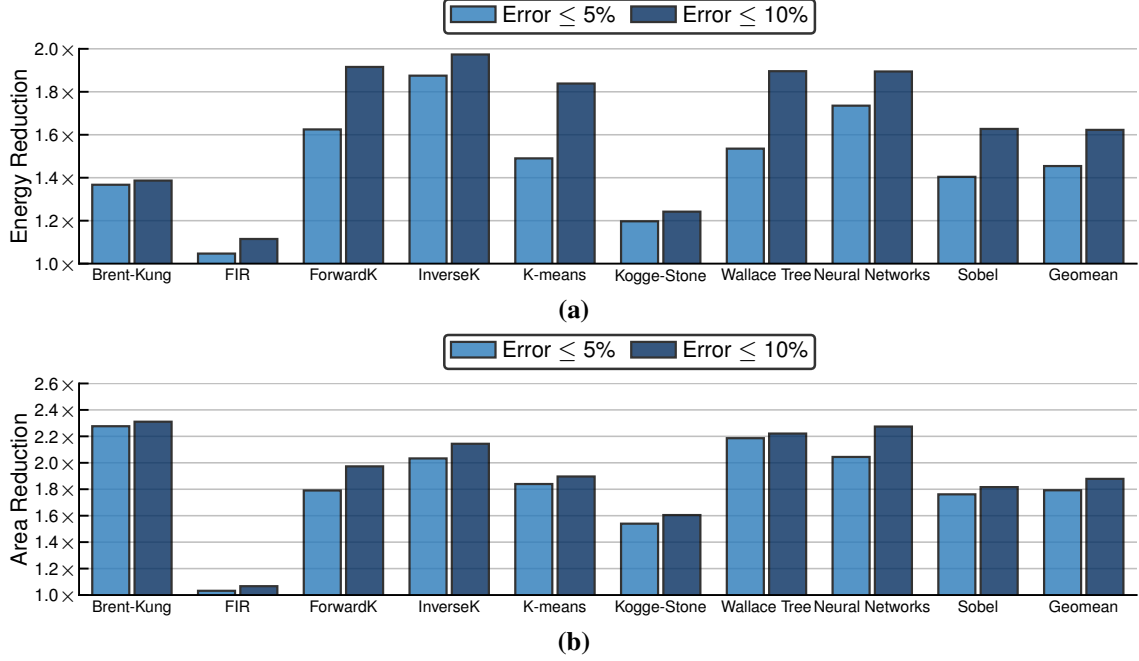 Error ≤ 5% Error ≤ 10%
Energy Reduction
2.0×
1.8×
1.6×
1.4×
1.2×
1.0×
Brent-Kung FIR ForwardK InverseK K-means Kogge-Stone Wallace Tree Neural Networks Sobel Geomean
(a)
Error ≤ 5% Error ≤ 10%
Area Reduction
2.6×
2.4×
2.2×
2.0×
1.8×
1.6×
1.4×
1.2×
1.0×
Brent-Kung FIR ForwardK InverseK K-means Kogge-Stone Wallace Tree Neural Networks Sobel Geomean
(b)